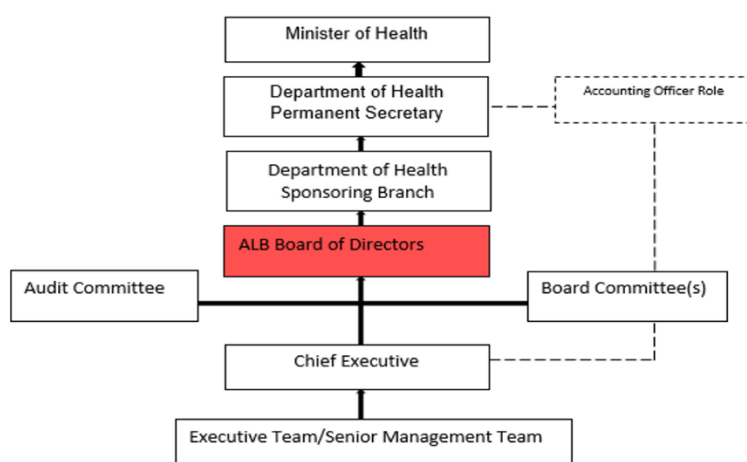 Minister of Health
Department of Health
Permanent Secretary
Accounting Officer Role
Department of Health
Sponsoring Branch
ALB Board of Directors
Audit Committee
Board Committee(s)
Chief Executive
Executive Team/Senior Management Team